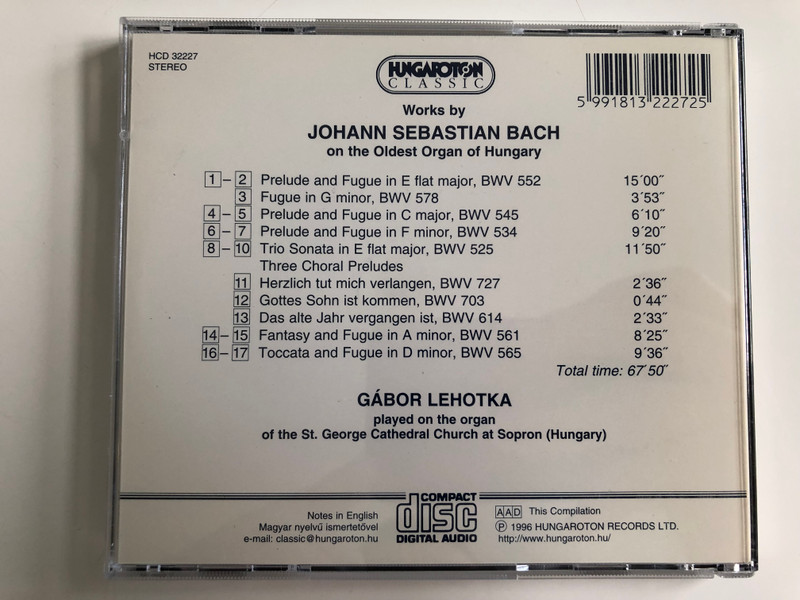 HCD 32227
STEREO
HUNGAROTON
CLASSIC
5 991813 222725
Works by
JOHANN SEBASTIAN BACH
on the Oldest Organ of Hungary
1 – 2 Prelude and Fugue in E flat major, BWV 552 15´00˝
3 Fugue in G minor, BWV 578 3´53˝
4 – 5 Prelude and Fugue in C major, BWV 545 6´10˝
6 – 7 Prelude and Fugue in F minor, BWV 534 9´20˝
8 – 10 Trio Sonata in E flat major, BWV 525 11´50˝
Three Choral Preludes
11 Herzlich tut mich verlangen, BWV 727 2´36˝
12 Gottes Sohn ist kommen, BWV 703 0´44˝
13 Das alte Jahr vergangen ist, BWV 614 2´33˝
14 – 15 Fantasy and Fugue in A minor, BWV 561 8´25˝
16 – 17 Toccata and Fugue in D minor, BWV 565 9´36˝
Total time: 67´50˝
GÁBOR LEHOTKA
played on the organ
of the St. George Cathedral Church at Sopron (Hungary)
Notes in English
Magyar nyelvű ismertetővel
e-mail: classic@hungaroton.hu
COMPACT
disc
DIGITAL AUDIO
AAD This Compilation
℗ 1996 HUNGAROTON RECORDS LTD.
http://www.hungaroton.hu/